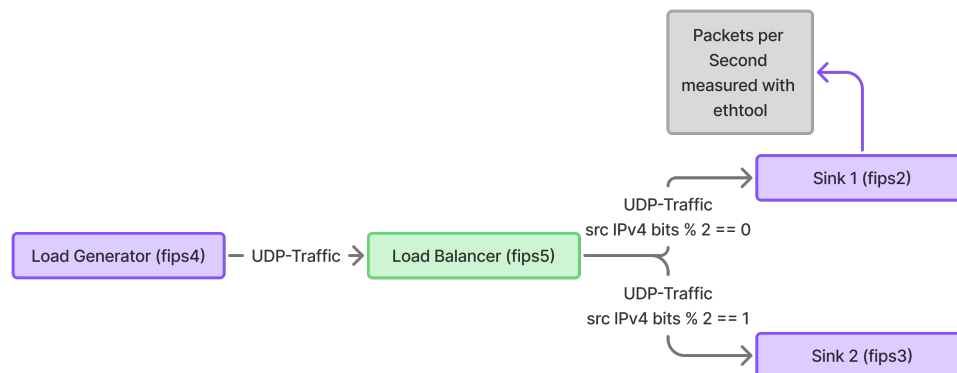 Packets per
Second
measured with
ethtool
Sink 1 (fips2)
UDP-Traffic
src IPv4 bits % 2 == 0
Load Generator (fips4)
UDP-Traffic
Load Balancer (fips5)
UDP-Traffic
src IPv4 bits % 2 == 1
Sink 2 (fips3)